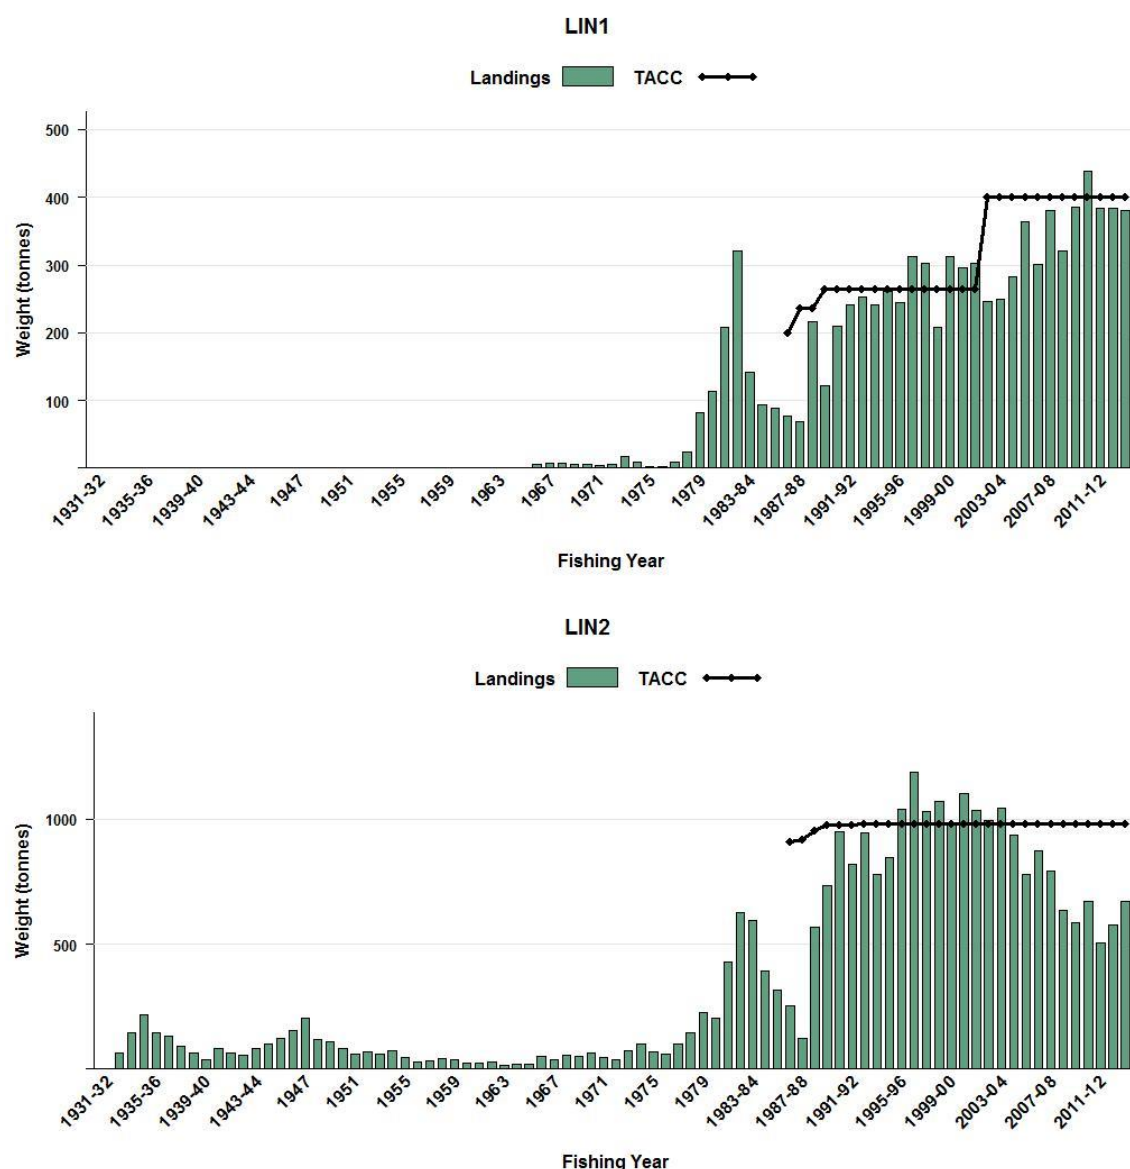 LIN1
Landings TACC
Weight (tonnes)
500
400
300
200
100
1931-32 1935-36 1939-40 1943-44 1947 1951 1955 1959 1963 1967 1971 1975 1979 1983-84 1987-88 1991-92 1995-96 1999-00 2003-04 2007-08 2011-12
Fishing Year
LIN2
Landings TACC
Weight (tonnes)
1000
500
1931-32 1935-36 1939-40 1943-44 1947 1951 1955 1959 1963 1967 1971 1975 1979 1983-84 1987-88 1991-92 1995-96 1999-00 2003-04 2007-08 2011-12
Fishing Year